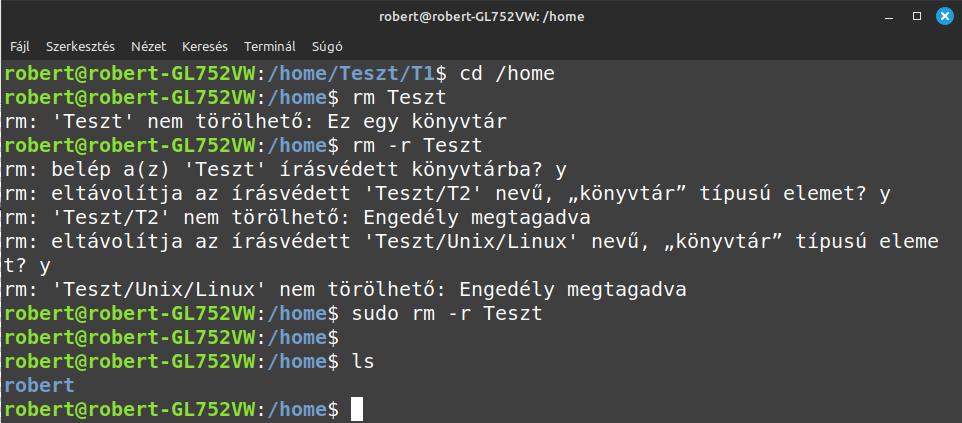 robert@robert-GL752VW: /home
Fájl Szerkesztés Nézet Keresés Terminál Súgó
robert@robert-GL752VW:/home/Teszt/T1$ cd /home
robert@robert-GL752VW:/home$ rm Teszt
rm: 'Teszt' nem törölhető: Ez egy könyvtár
robert@robert-GL752VW:/home$ rm -r Teszt
rm: belép a(z) 'Teszt' írásvédett könyvtárba? y
rm: eltávolítja az írásvédett 'Teszt/T2' nevű, „könyvtár” típusú elemet? y
rm: 'Teszt/T2' nem törölhető: Engedély megtagadva
rm: eltávolítja az írásvédett 'Teszt/Unix/Linux' nevű, „könyvtár” típusú eleme
t? y
rm: 'Teszt/Unix/Linux' nem törölhető: Engedély megtagadva
robert@robert-GL752VW:/home$ sudo rm -r Teszt
robert@robert-GL752VW:/home$
robert@robert-GL752VW:/home$ ls
robert
robert@robert-GL752VW:/home$